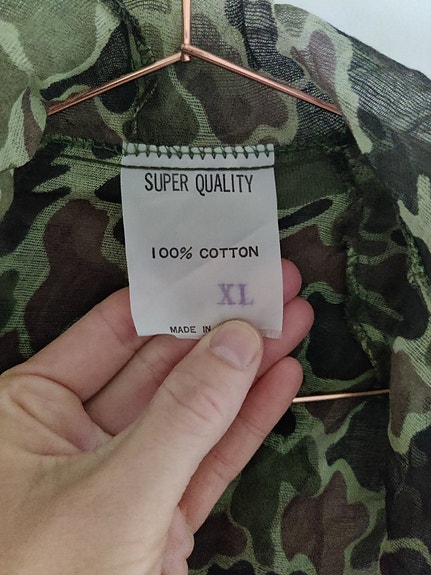 SUPER QUALITY
100% COTTON
XL
MADE IN